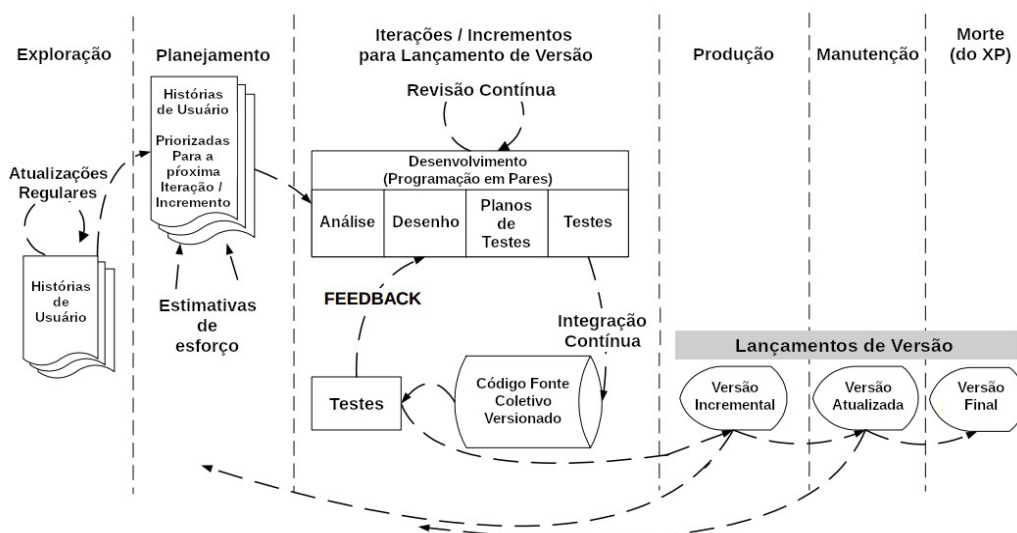 Exploração
Planejamento
Iterações / Incrementos
para Lançamento de Versão
Produção
Manutenção
Morte
(do XP)
Atualizações
Regulares
Histórias
de
Usuário
Histórias
de Usuário
Priorizadas
Para a
próxima
Iteração /
Incremento
Estimativas
de
esforço
Revisão Contínua
Desenvolvimento
(Programação em Pares)
Análise
Desenho
Planos
de
Testes
Testes
FEEDBACK
Integração
Contínua
Testes
Código Fonte
Coletivo
Versionado
Lançamentos de Versão
Versão
Incremental
Versão
Atualizada
Versão
Final